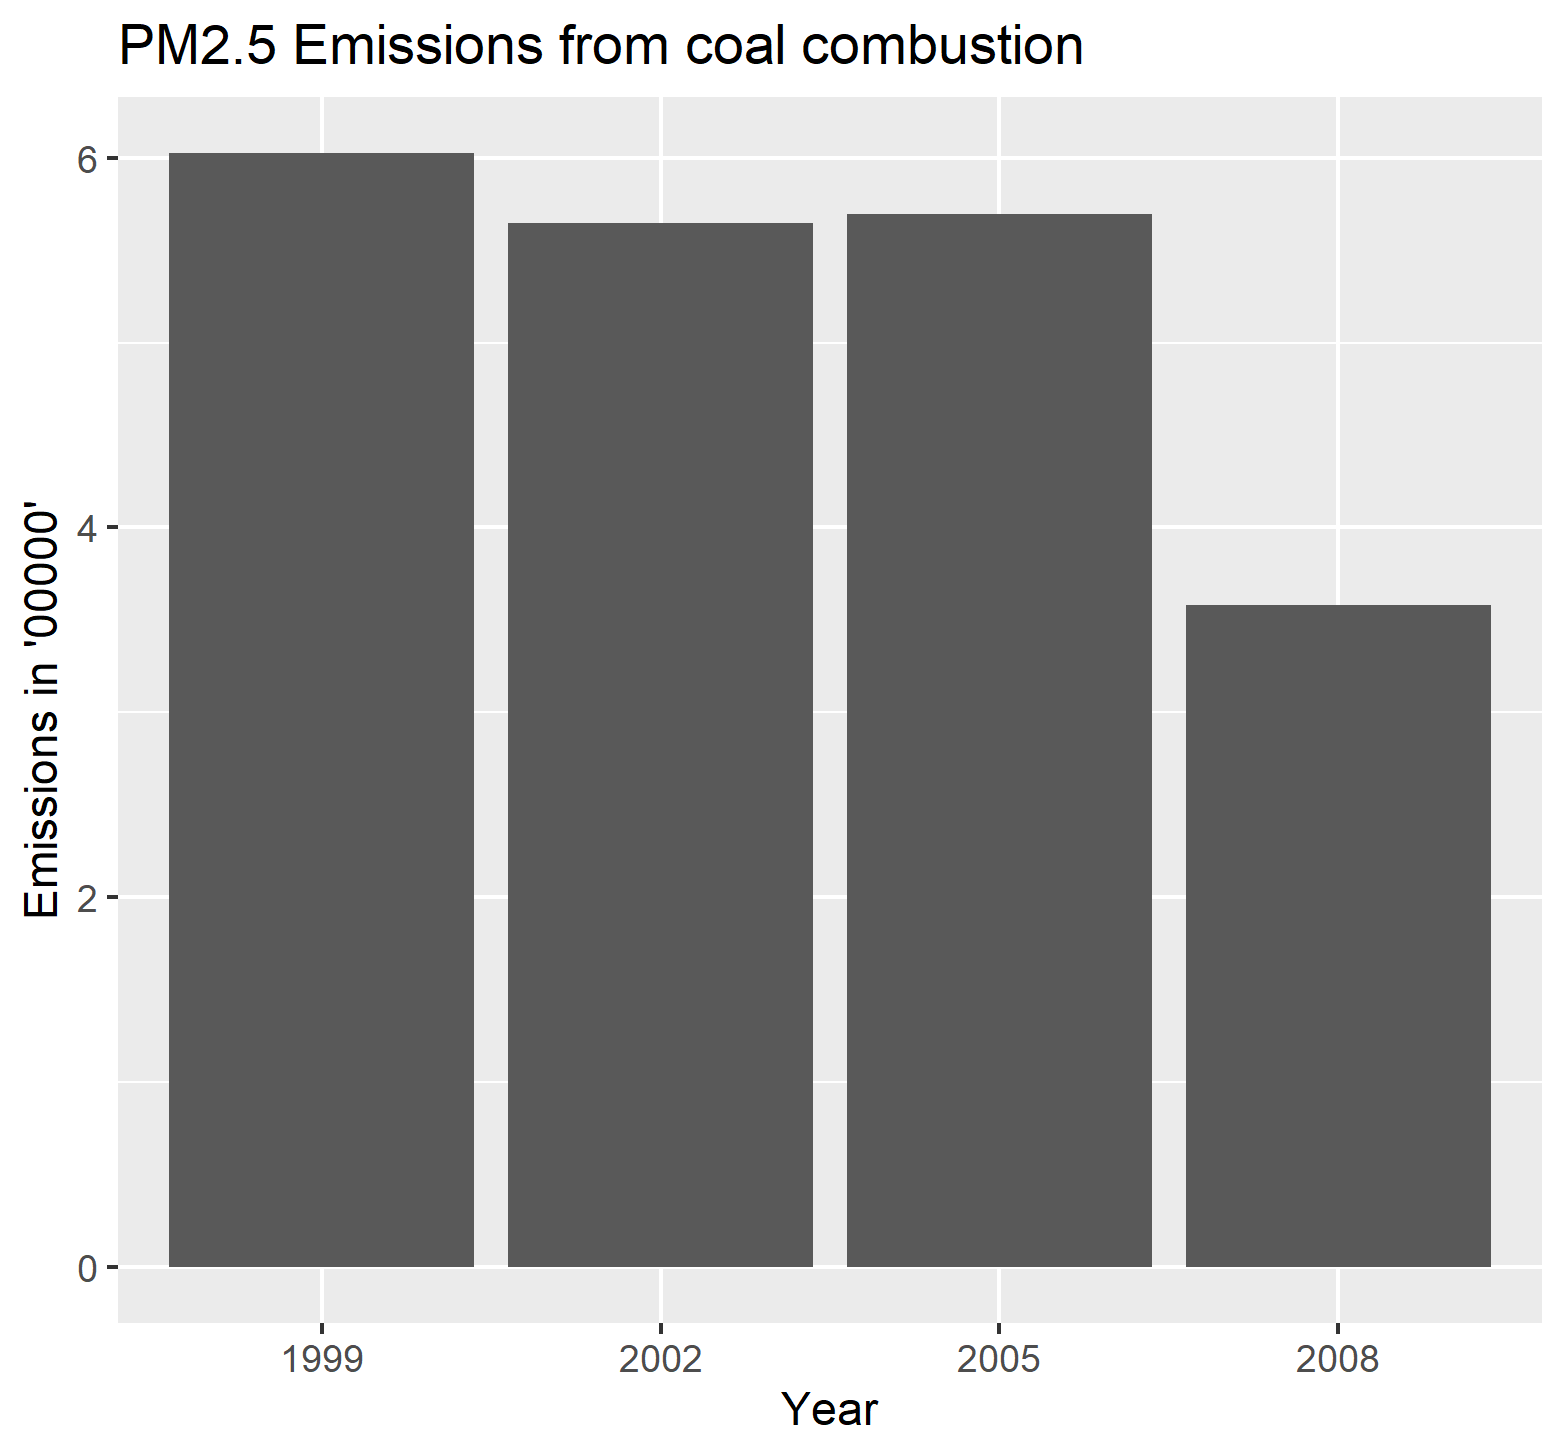 PM2.5 Emissions from coal combustion
Emissions in '00000'
6
4
2
0
1999 2002 2005 2008
Year